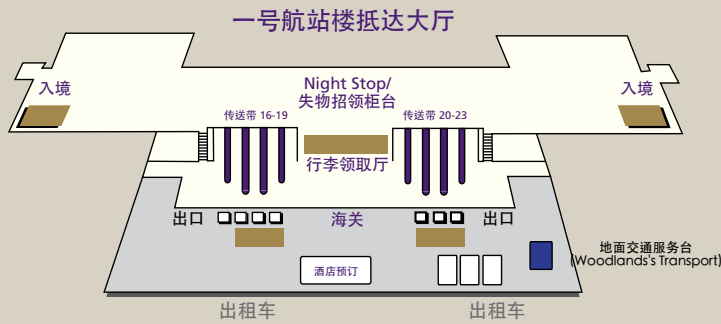 一号航站楼抵达大厅
入境
Night Stop/
失物招领柜台
入境
传送带 16-19
传送带 20-23
行李领取厅
出口
海关
出口
地面交通服务台
(Woodlands's Transport)
酒店预订
出租车
出租车